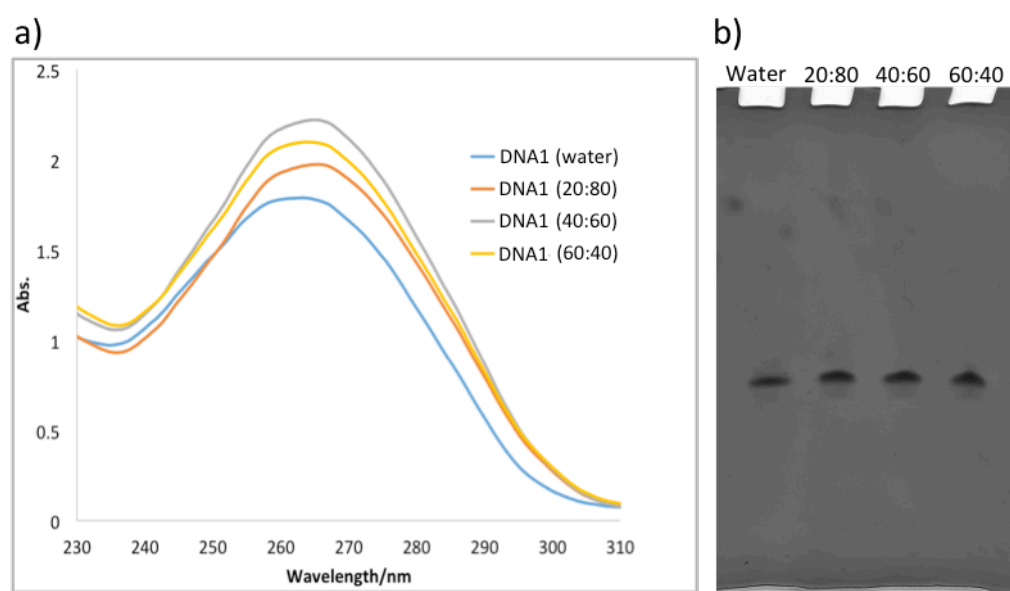 a)
2.5
2
1.5
1
0.5
0
Abs.
230 240 250 260 270 280 290 300 310
Wavelength/nm
DNA1 (water)
DNA1 (20:80)
DNA1 (40:60)
DNA1 (60:40)
b)
Water 20:80 40:60 60:40